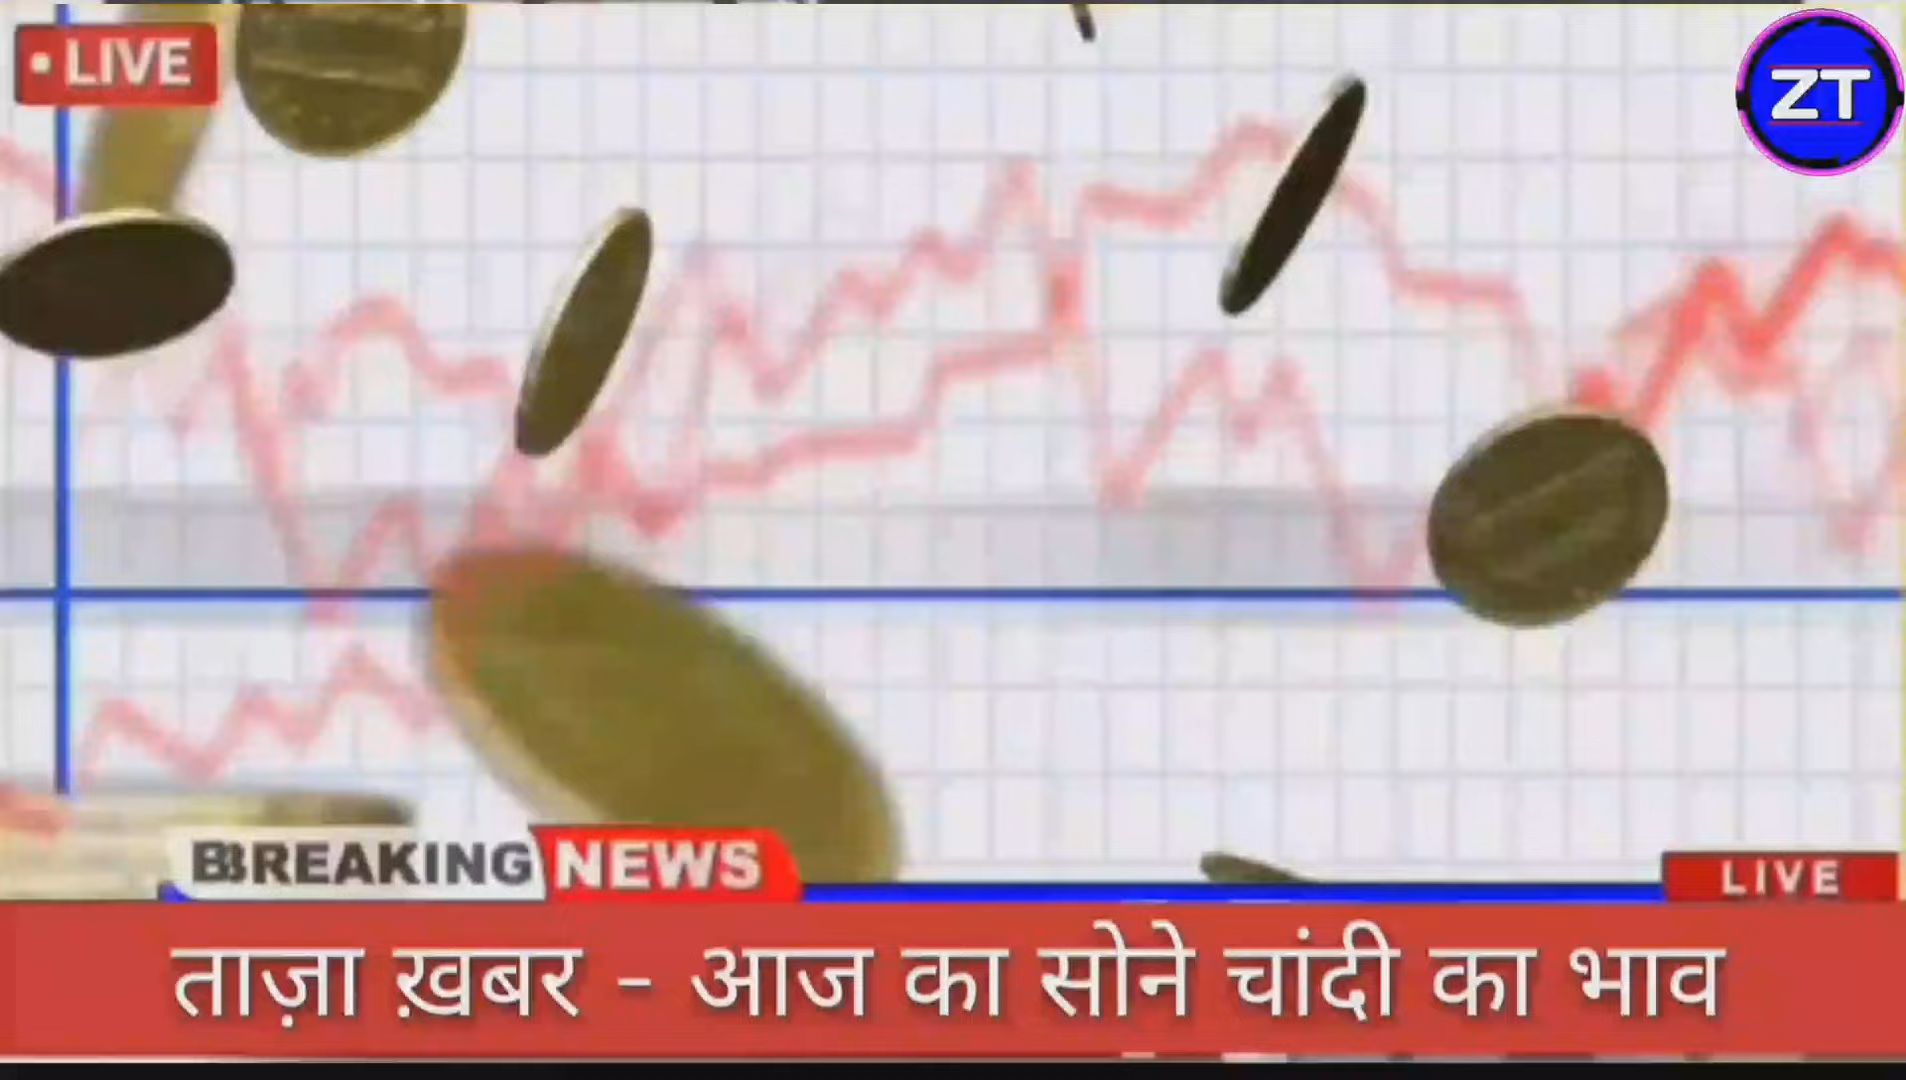 • LIVE
ZT
BREAKING NEWS
LIVE
ताज़ा ख़बर - आज का सोने चांदी का भाव